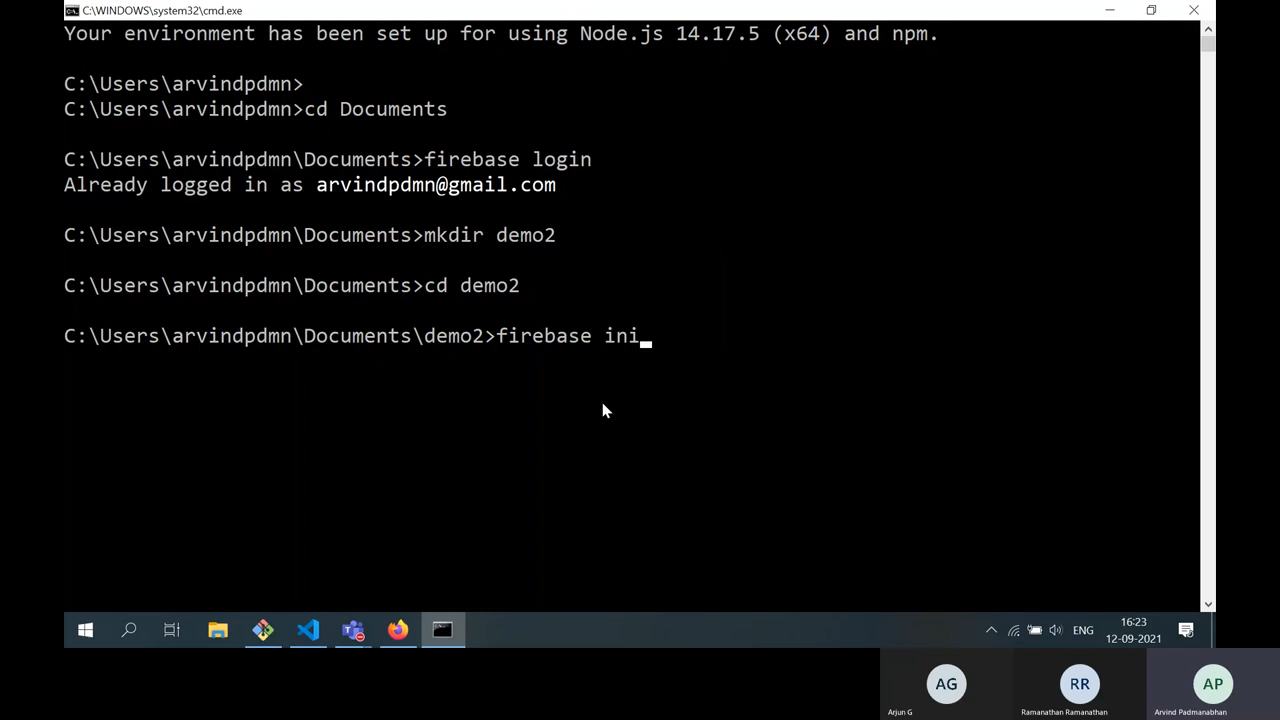 C:\WINDOWS\system32\cmd.exe
Your environment has been set up for using Node.js 14.17.5 (x64) and npm.
C:\Users\arvindpdmn>
C:\Users\arvindpdmn>cd Documents
C:\Users\arvindpdmn\Documents>firebase login
Already logged in as arvindpdmn@gmail.com
C:\Users\arvindpdmn\Documents>mkdir demo2
C:\Users\arvindpdmn\Documents>cd demo2
C:\Users\arvindpdmn\Documents\demo2>firebase ini
ENG
16:23
12-09-2021
AG
RR
AP
Arjun G
Ramanathan Ramanathan
Arvind Padmanabhan